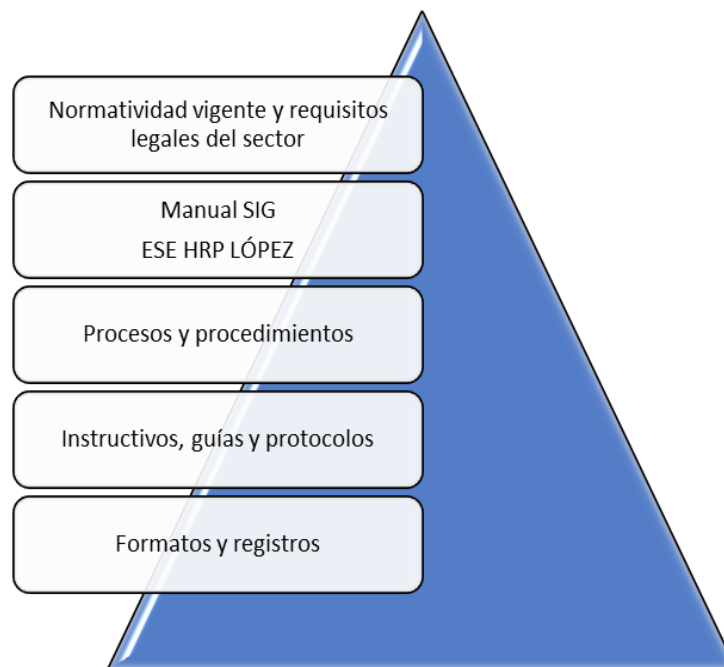 Normatividad vigente y requisitos
legales del sector
Manual SIG
ESE HRP LÓPEZ
Procesos y procedimientos
Instructivos, guías y protocolos
Formatos y registros